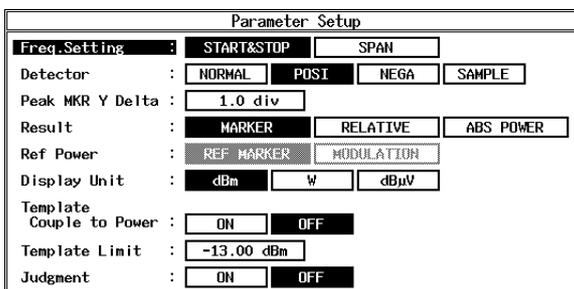 Parameter Setup
Freq.Setting : START&STOP SPAN
Detector : NORMAL POSI NEGA SAMPLE
Peak MKR Y Delta : 1.0 div
Result : MARKER RELATIVE ABS POWER
Ref Power : REF MARKER MODULATION
Display Unit : dBm W dBμV
Template
Couple to Power : ON OFF
Template Limit : -13.00 dBm
Judgment : ON OFF